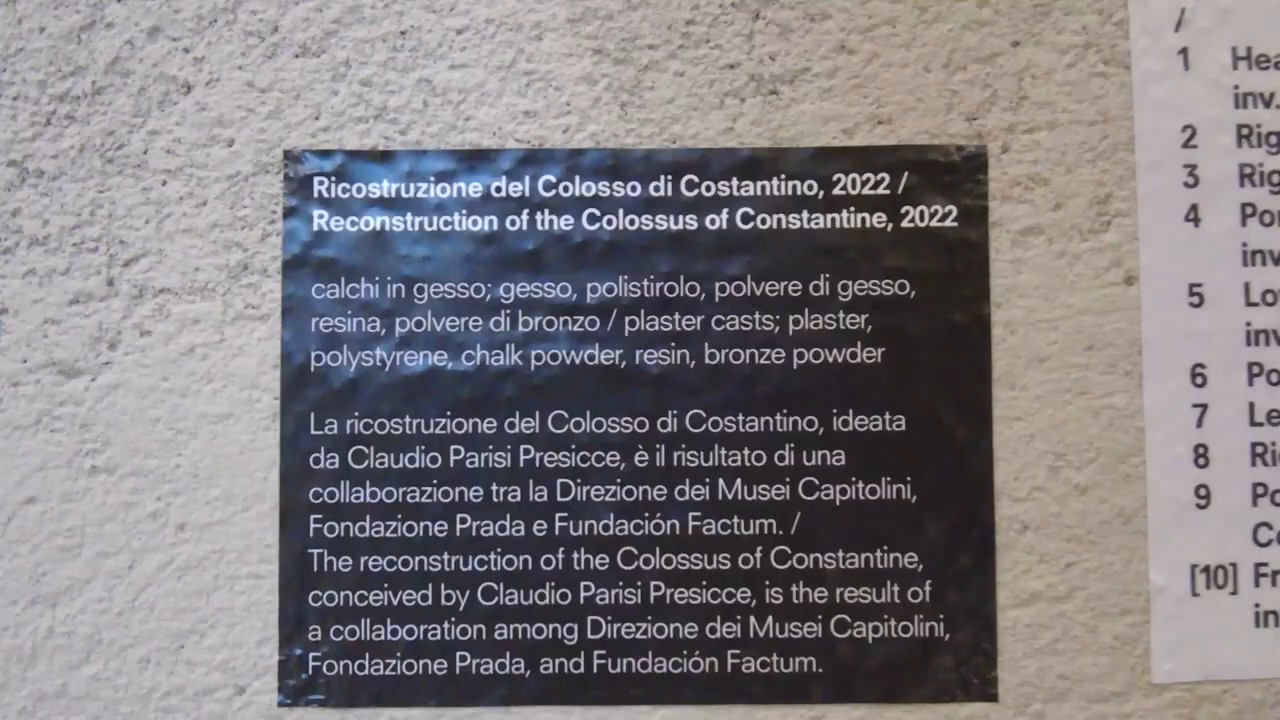 Ricostruzione del Colosso di Costantino, 2022 /
Reconstruction of the Colossus of Constantine, 2022
calchi in gesso; gesso, polistirolo, polvere di gesso,
resina, polvere di bronzo / plaster casts; plaster,
polystyrene, chalk powder, resin, bronze powder
La ricostruzione del Colosso di Costantino, ideata
da Claudio Parisi Presicce, è il risultato di una
collaborazione tra la Direzione dei Musei Capitolini,
Fondazione Prada e Fundación Factum. /
The reconstruction of the Colossus of Constantine,
conceived by Claudio Parisi Presicce, is the result of
a collaboration among Direzione dei Musei Capitolini,
Fondazione Prada, and Fundación Factum.
/
1
inv.
2
3
4
inv
5
inv
6
7
8
9
[10]